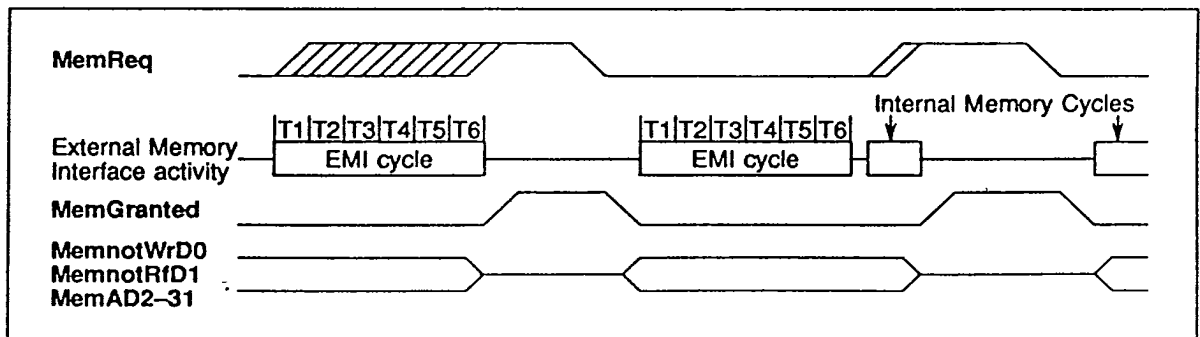 MemReq
Internal Memory Cycles
T1 T2 T3 T4 T5 T6
T1 T2 T3 T4 T5 T6
External Memory
Interface activity
EMI cycle
EMI cycle
MemGranted
MemnotWrD0
MemnotRfD1
MemAD2–31